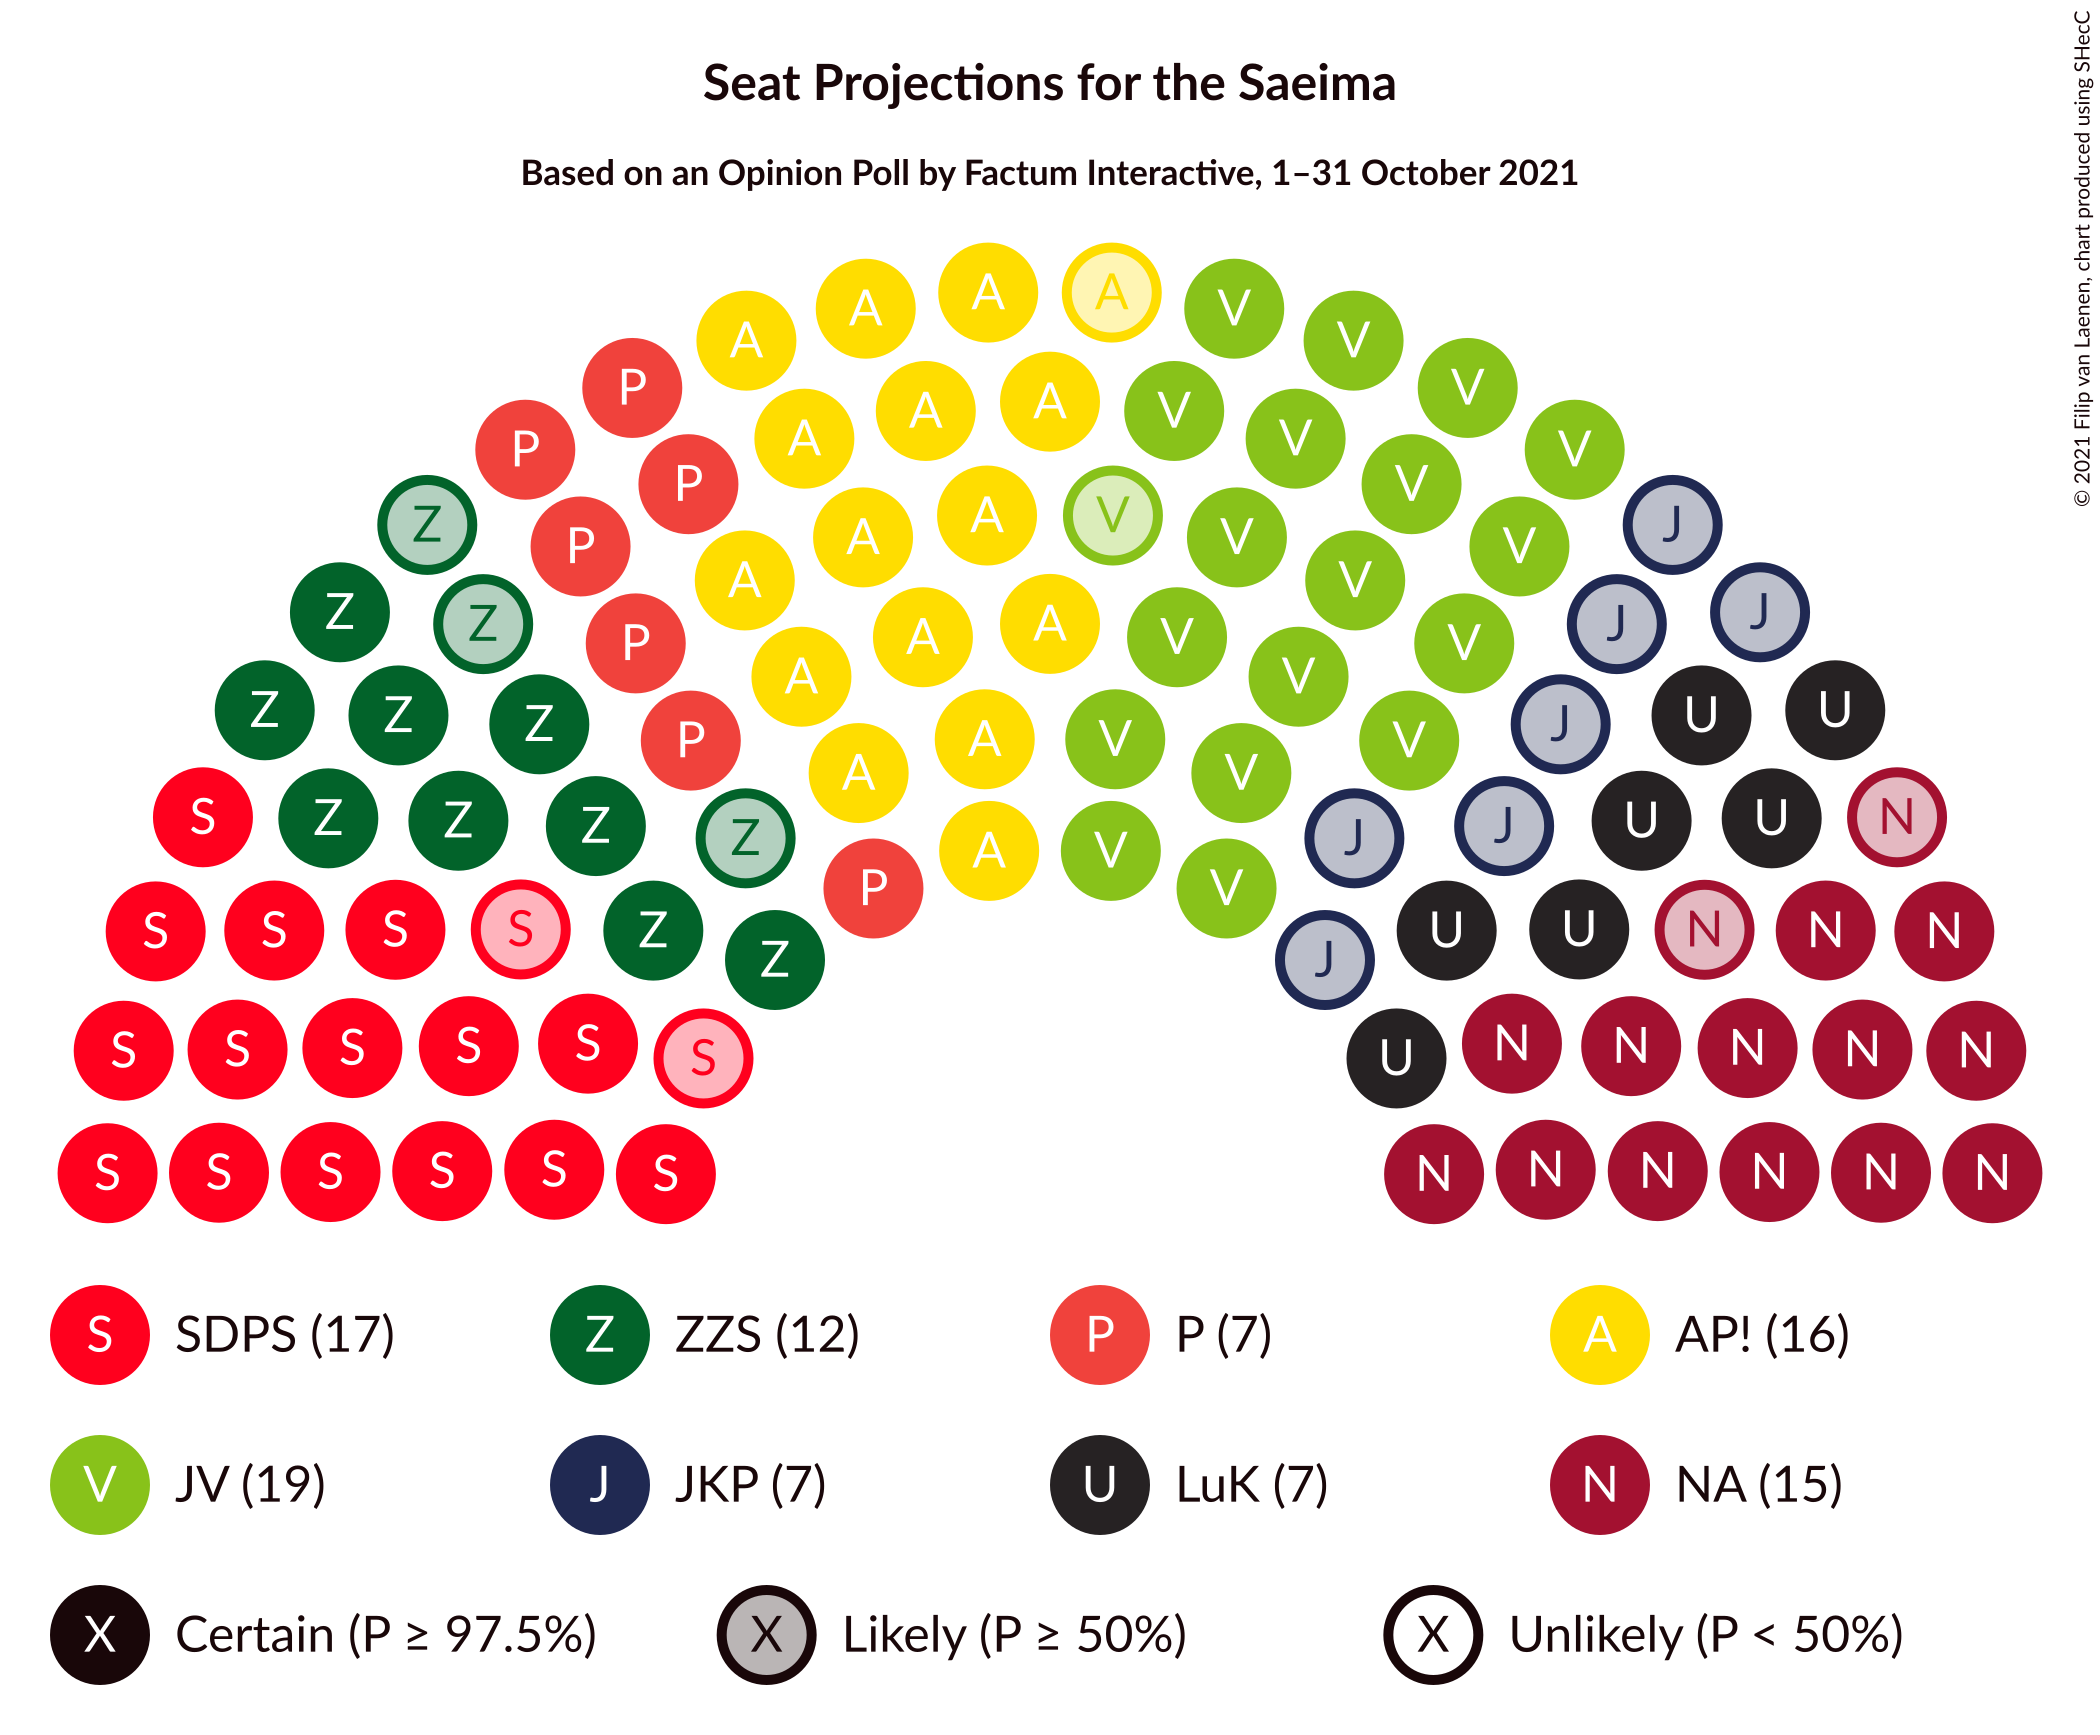 Seat Projections for the Saeima
Based on an Opinion Poll by Factum Interactive, 1–31 October 2021
© 2021 Filip van Laenen, chart produced using SHecC
A A A A V V
P A A A V V V
P P A A A V V V V
Z P A A V V V V J
Z Z P A A A V V V J J
Z Z Z P A A V V V J U U
S Z Z Z Z A V J J U U N
S S S S Z Z P V J U U N N N
S S S S S S U N N N N N
S S S S S S N N N N N N
S SDPS (17) Z ZZS (12) P P (7) A AP! (16)
V JV (19) J JKP (7) U LuK (7) N NA (15)
X Certain (P ≥ 97.5%) X Likely (P ≥ 50%) X Unlikely (P < 50%)